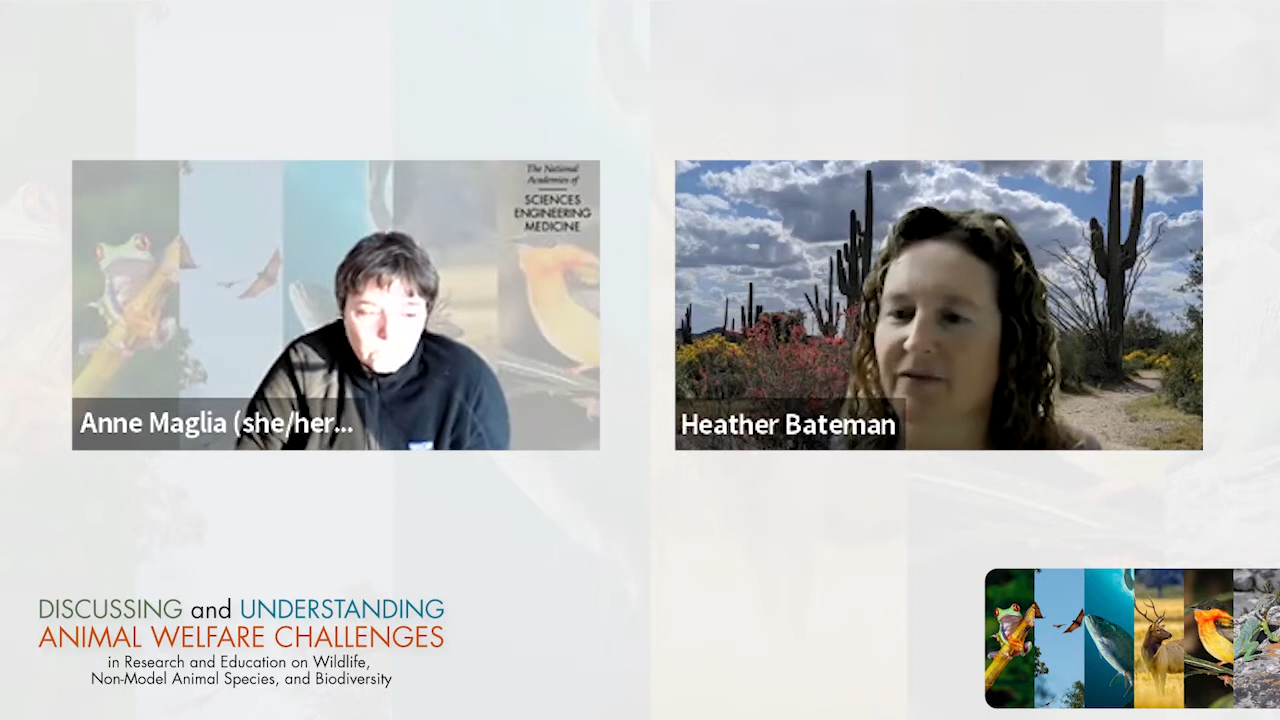 The National
Academies of
SCIENCES
ENGINEERING
MEDICINE
Anne Maglia (she/her...
Heather Bateman
DISCUSSING and UNDERSTANDING
ANIMAL WELFARE CHALLENGES
in Research and Education on Wildlife,
Non-Model Animal Species, and Biodiversity